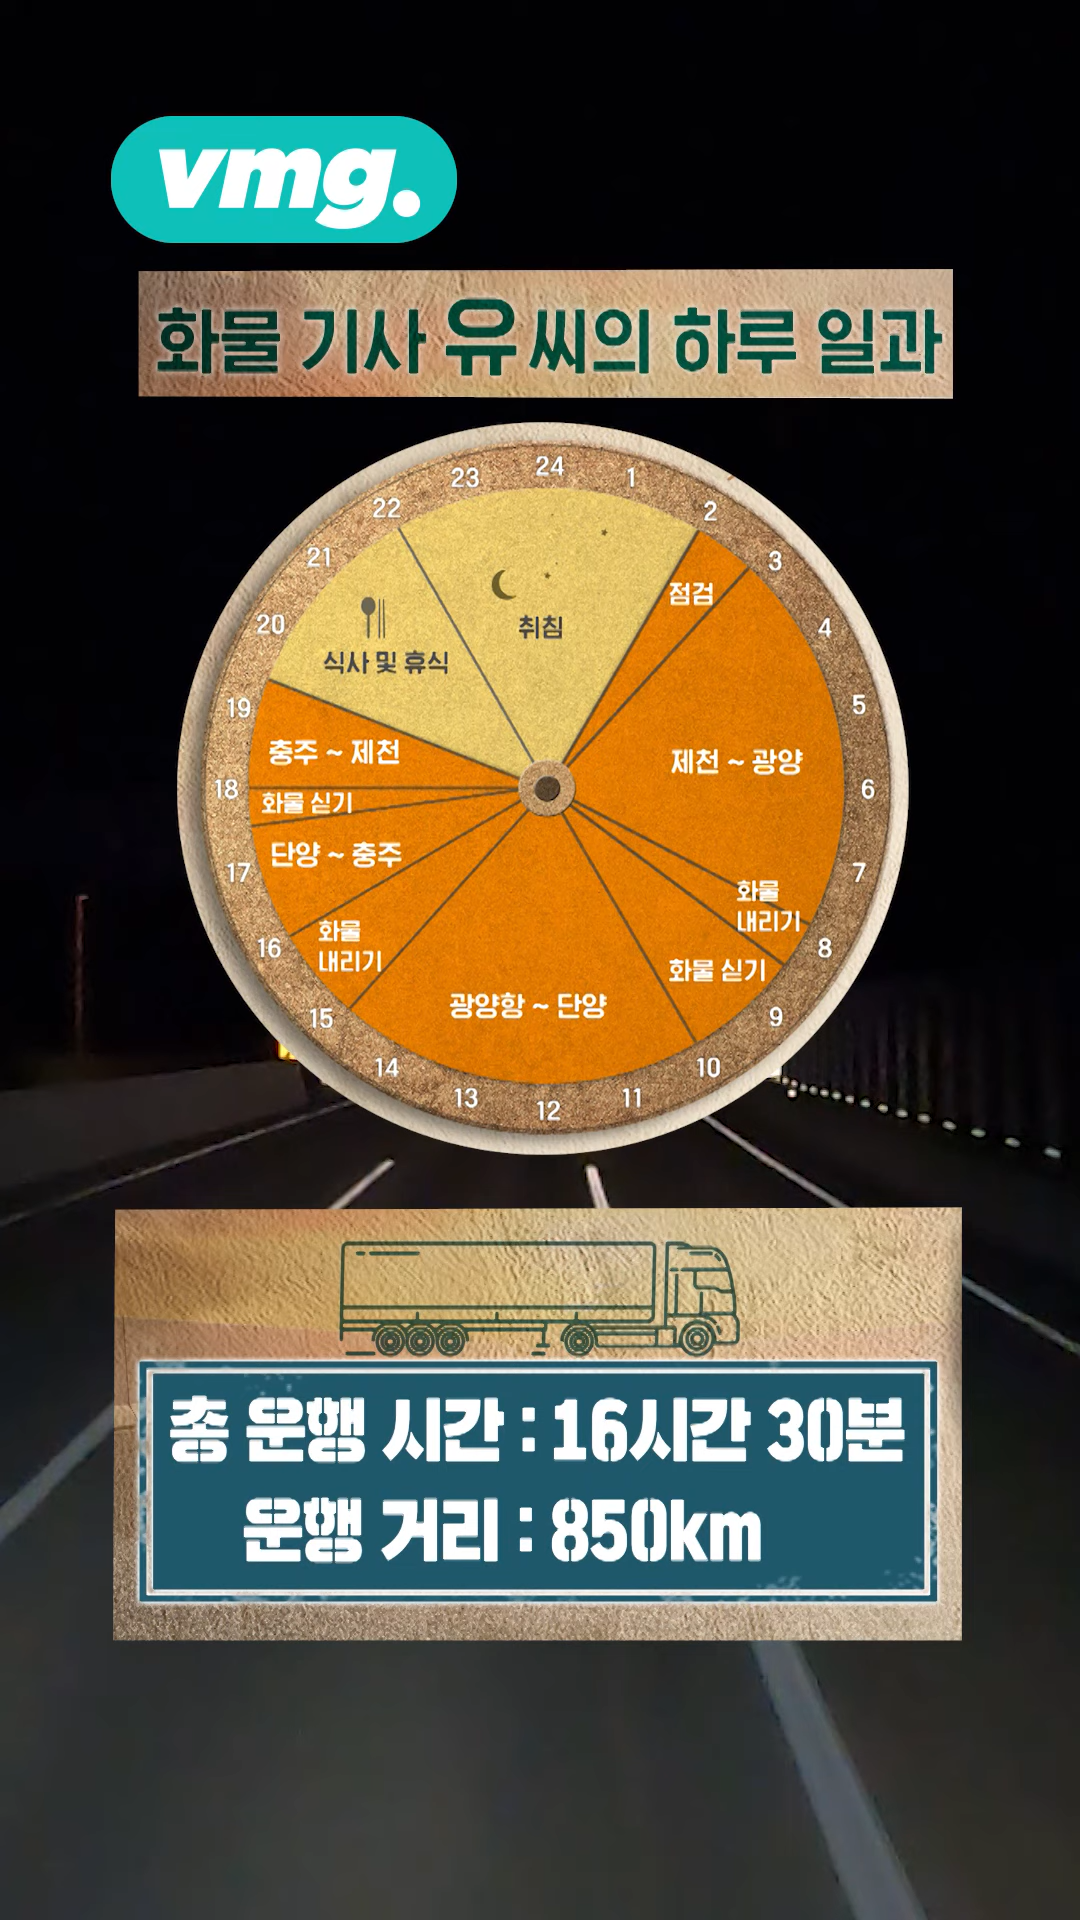 vmg.
화물 기사 유씨의 하루 일과
24
1
2
3
4
5
6
7
8
9
10
11
12
13
14
15
16
17
18
19
20
21
22
23
취침
점검
제천 ~ 광양
화물
내리기
화물 싣기
광양항 ~ 단양
화물
내리기
단양 ~ 충주
화물 싣기
충주 ~ 제천
식사 및 휴식
총 운행 시간 : 16시간 30분
운행 거리 : 850km